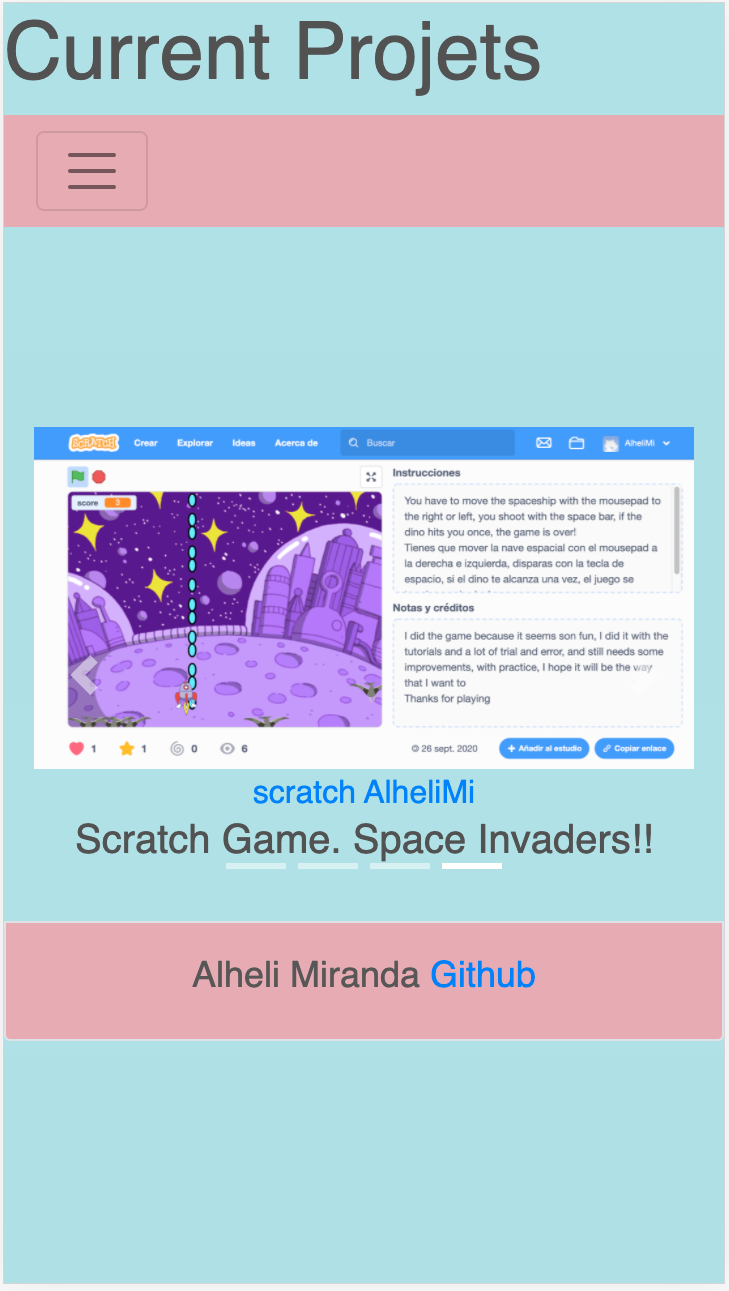 Current Projets
SCRATCH Crear Explorar Ideas Acerca de Buscar AlheliMi
score 3
Instrucciones
You have to move the spaceship with the mousepad to
the right or left, you shoot with the space bar, if the
dino hits you once, the game is over!
Tienes que mover la nave espacial con el mousepad a
la derecha e izquierda, disparas con la tecla de
espacio, si el dino te alcanza una vez, el juego se
Notas y créditos
I did the game because it seems son fun, I did it with the
tutorials and a lot of trial and error, and still needs some
improvements, with practice, I hope it will be the way
that I want to
Thanks for playing
1 1 0 6 © 26 sept. 2020 Añadir al estudio Copiar enlace
scratch AlheliMi
Scratch Game. Space Invaders!!
Alheli Miranda Github